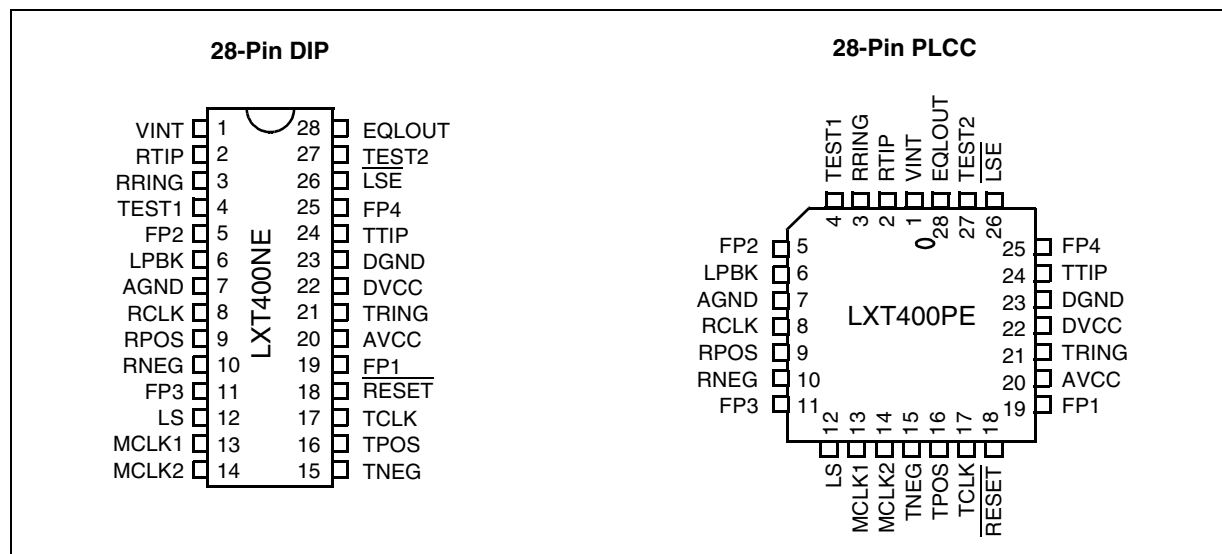 28-Pin DIP
VINT 1 28 EQLOUT
RTIP 2 27 TEST2
RRING 3 26 LSE
TEST1 4 25 FP4
FP2 5 24 TTIP
LPBK 6 23 DGND
AGND 7 22 DVCC
RCLK 8 21 TRING
RPOS 9 20 AVCC
RNEG 10 19 FP1
FP3 11 18 RESET
LS 12 17 TCLK
MCLK1 13 16 TPOS
MCLK2 14 15 TNEG
LXT400NE
28-Pin PLCC
TEST1 RRING RTIP VINT EQLOUT TEST2 LSE
4 3 2 1 28 27 26
FP2 5 25 FP4
LPBK 6 24 TTIP
AGND 7 23 DGND
RCLK 8 22 DVCC
RPOS 9 21 TRING
RNEG 10 20 AVCC
FP3 11 19 FP1
LXT400PE
12 13 14 15 16 17 18
LS MCLK1 MCLK2 TNEG TPOS TCLK RESET